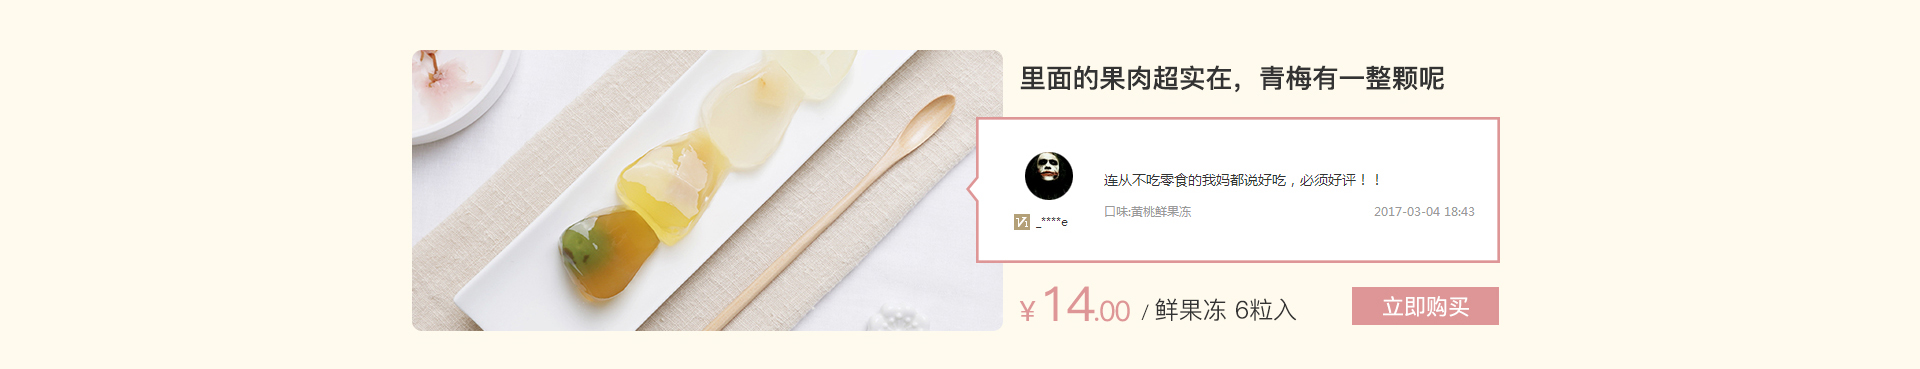 里面的果肉超实在，青梅有一整颗呢
连从不吃零食的我妈都说好吃，必须好评！！
口味:黄桃鲜果冻 2017-03-04 18:43
V1 _****e
¥14.00 / 鲜果冻 6粒入 立即购买